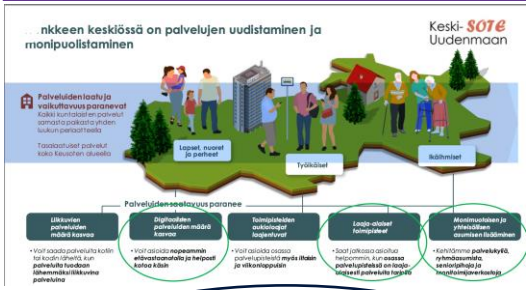 nkkeen keskiössä on palvelujen uudistaminen ja
monipuolistaminen
Keski-SOTE
Uudenmaan
Palveluiden laatu ja
vaikuttavuus paranevat
Kaikki kuntalaisten palvelut
samasta paikasta yhden
luukun periaatteella
Tasalaatuiset palvelut
koko Keusoten alueella
Lapset, nuoret
ja perheet
Työikäiset
Ikäihmiset
Palveluiden saatavuus paranee
Liikkuvien
palveluiden
määrä kasvaa
• Voit saada palveluita kotiin
tai kodin läheltä, kun
palveluita tuodaan
lähemmäksi liikkuvina
palveluina
Digitaalisten
palveluiden määrä
kasvaa
• Voit asioida nopeammin
etävastaanotolla ja helposti
kotoa käsin
Toimipisteiden
aukioloajat
laajentuvat
• Voit asioida osassa
palvelupisteistä myös iltaisin
ja viikonloppuisin
Laaja-alaiset
toimipisteet
• Saat jatkossa asioitua
helpommin, kun osassa
palvelupisteissä on laaja-
alaisesti palveluita tarjolla
Monimuotoisen ja
yhteisöllisen
asumisen lisääminen
• Kehitämme palvelukyliä,
ryhmäasumista,
senioripihoja ja
monitoimijaverkostoja